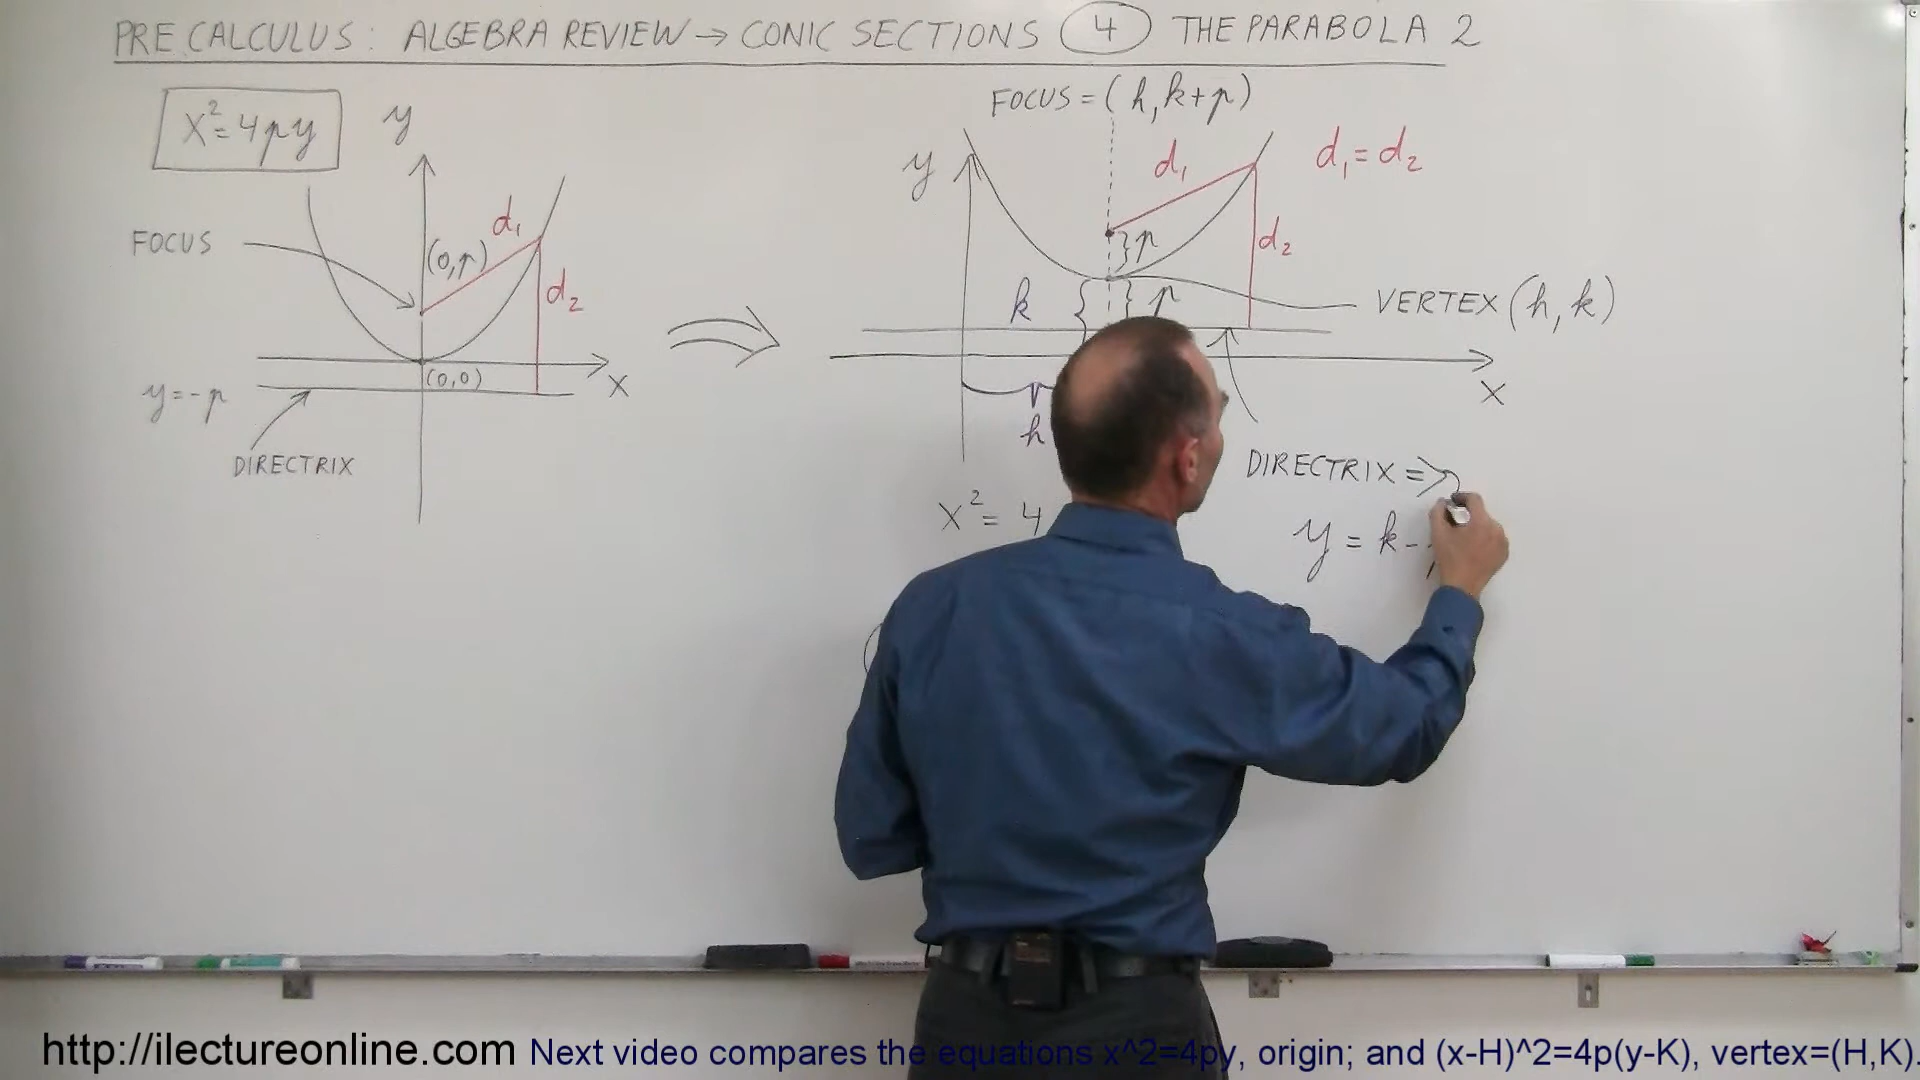 PRE CALCULUS: ALGEBRA REVIEW → CONIC SECTIONS 4 THE PARABOLA 2
x²=4py
y
FOCUS
(0,p)
d₁
d₂
(0,0)
x
y=-p
DIRECTRIX
FOCUS = (h, k+p)
y
d₁
d₁=d₂
p
d₂
k
p
VERTEX (h, k)
x
h
DIRECTRIX =>
x² = 4
y = k -
http://ilectureonline.com Next video compares the equations x^2=4py, origin; and (x-H)^2=4p(y-K), vertex=(H,K).